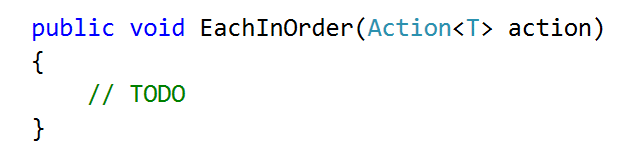 public void EachInOrder(Action<T> action)
{
    // TODO
}